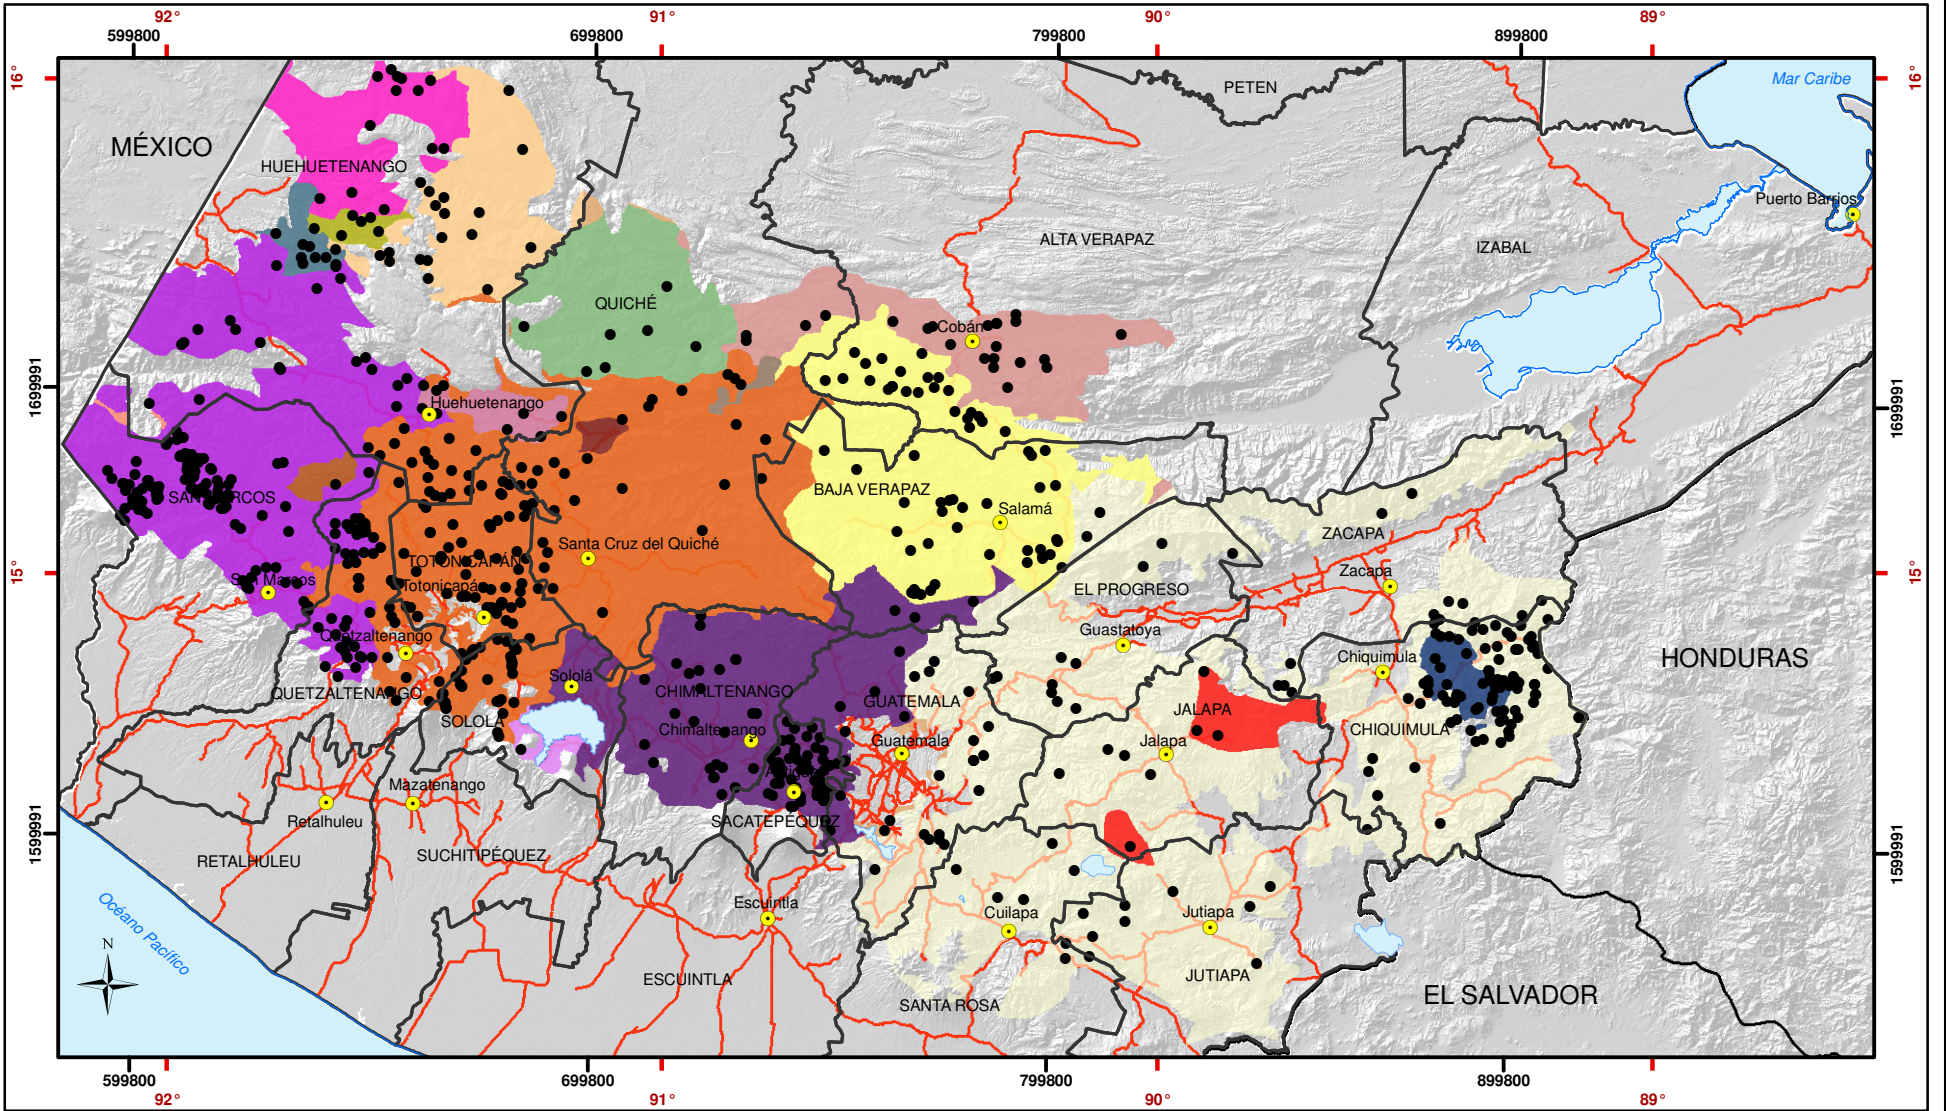 92° 91° 90° 89°
599800 699800 799800 899800
16° 16°
Mar Caribe
PETEN
MÉXICO
HUEHUETENANGO
Puerto Barrios
ALTA VERAPAZ
IZABAL
QUICHÉ
Cobán
1699991 1699991
Huehuetenango
SAN MARCOS
BAJA VERAPAZ
Salamá
ZACAPA
Santa Cruz del Quiché
TOTONICAPÁN
15° 15°
Zacapa
San Marcos
Totonicapán
EL PROGRESO
Guastatoya
Quetzaltenango
Chiquimula
HONDURAS
Sololá
QUETZALTENANGO
CHIMALTENANGO
GUATEMALA
JALAPA
SOLOLA
Chimaltenango
CHIQUIMULA
Guatemala
Jalapa
Mazatenango
Retalhuleu
SACATEPÉQUEZ
1599991 1599991
RETALHULEU
SUCHITIPÉQUEZ
Escuintla
Cuilapa
Jutiapa
Océano Pacífico
N
ESCUINTLA
JUTIAPA
SANTA ROSA
EL SALVADOR
599800 699800 799800 899800
92° 91° 90° 89°